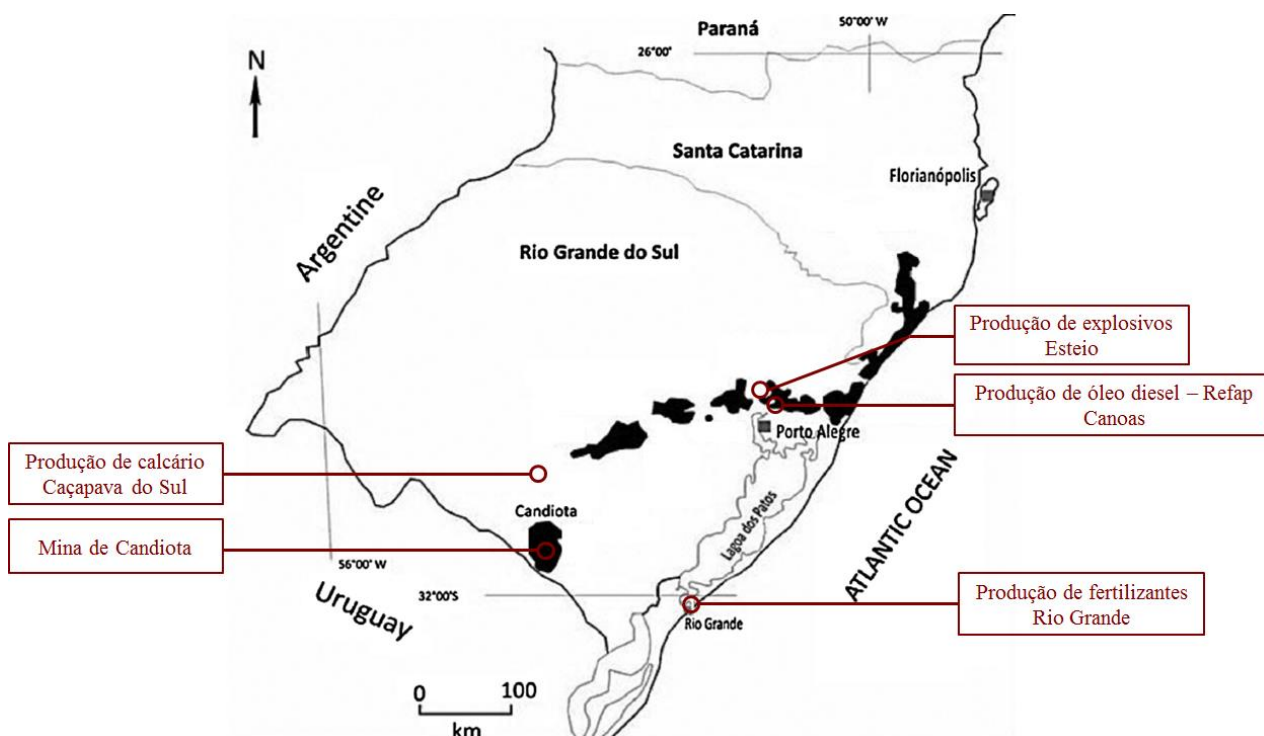 Paraná
50°00' W
26°00'
N
Santa Catarina
Florianópolis
Argentine
Rio Grande do Sul
Produção de explosivos
Esteio
Produção de óleo diesel – Refap
Canoas
Porto Alegre
Produção de calcário
Caçapava do Sul
Candiota
Mina de Candiota
Lagoa dos Patos
ATLANTIC OCEAN
56°00' W
Uruguay
32°00'S
Produção de fertilizantes
Rio Grande
Rio Grande
0 100
km